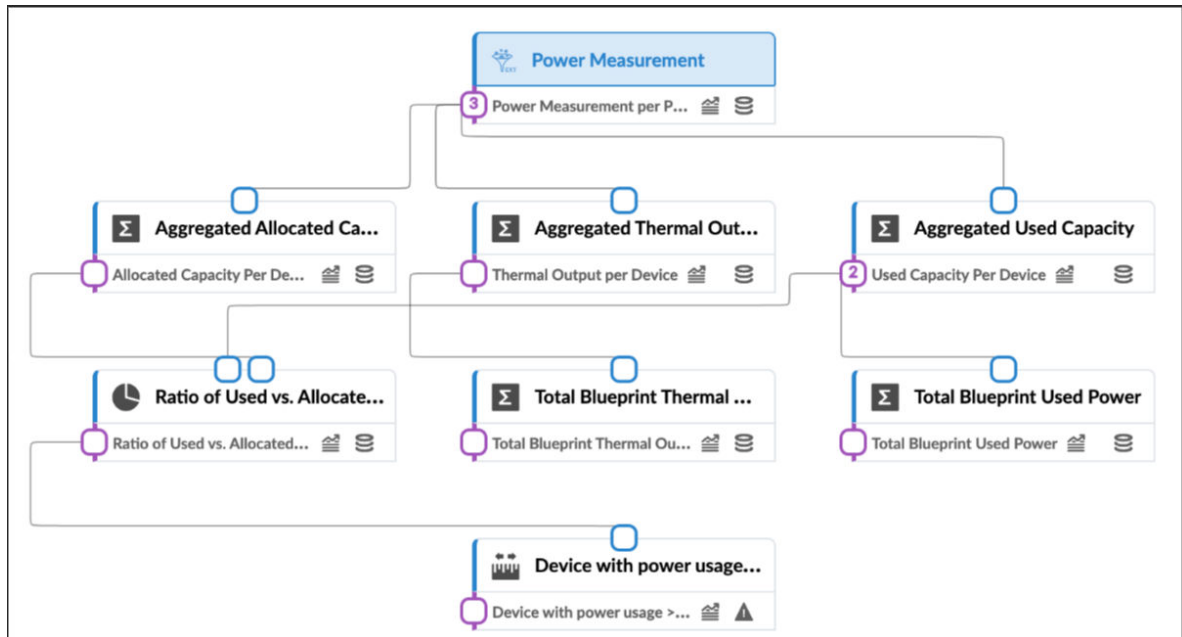 Power Measurement
3 Power Measurement per P...
Aggregated Allocated Ca...
Aggregated Thermal Out...
Aggregated Used Capacity
Allocated Capacity Per De...
Thermal Output per Device
2 Used Capacity Per Device
Ratio of Used vs. Allocate...
Total Blueprint Thermal ...
Total Blueprint Used Power
Ratio of Used vs. Allocated...
Total Blueprint Thermal Ou...
Total Blueprint Used Power
Device with power usage...
Device with power usage >...